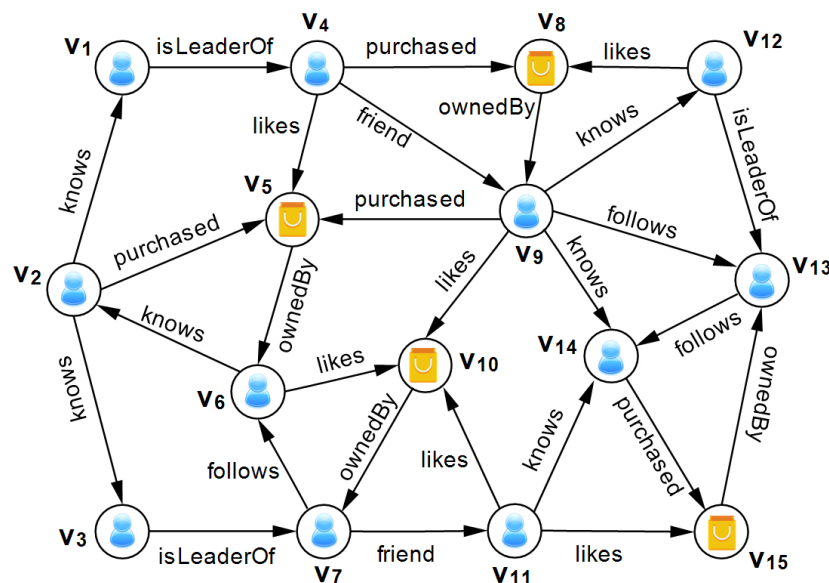 v1 isLeaderOf v4 purchased v8 likes v12
knows likes friend ownedBy knows isLeaderOf
v5 purchased
v2 purchased v9 follows v13
knows ownedBy likes knows follows
v6 likes v10 v14
knows ownedBy likes knows purchased ownedBy
follows
v3 isLeaderOf v7 friend v11 likes v15